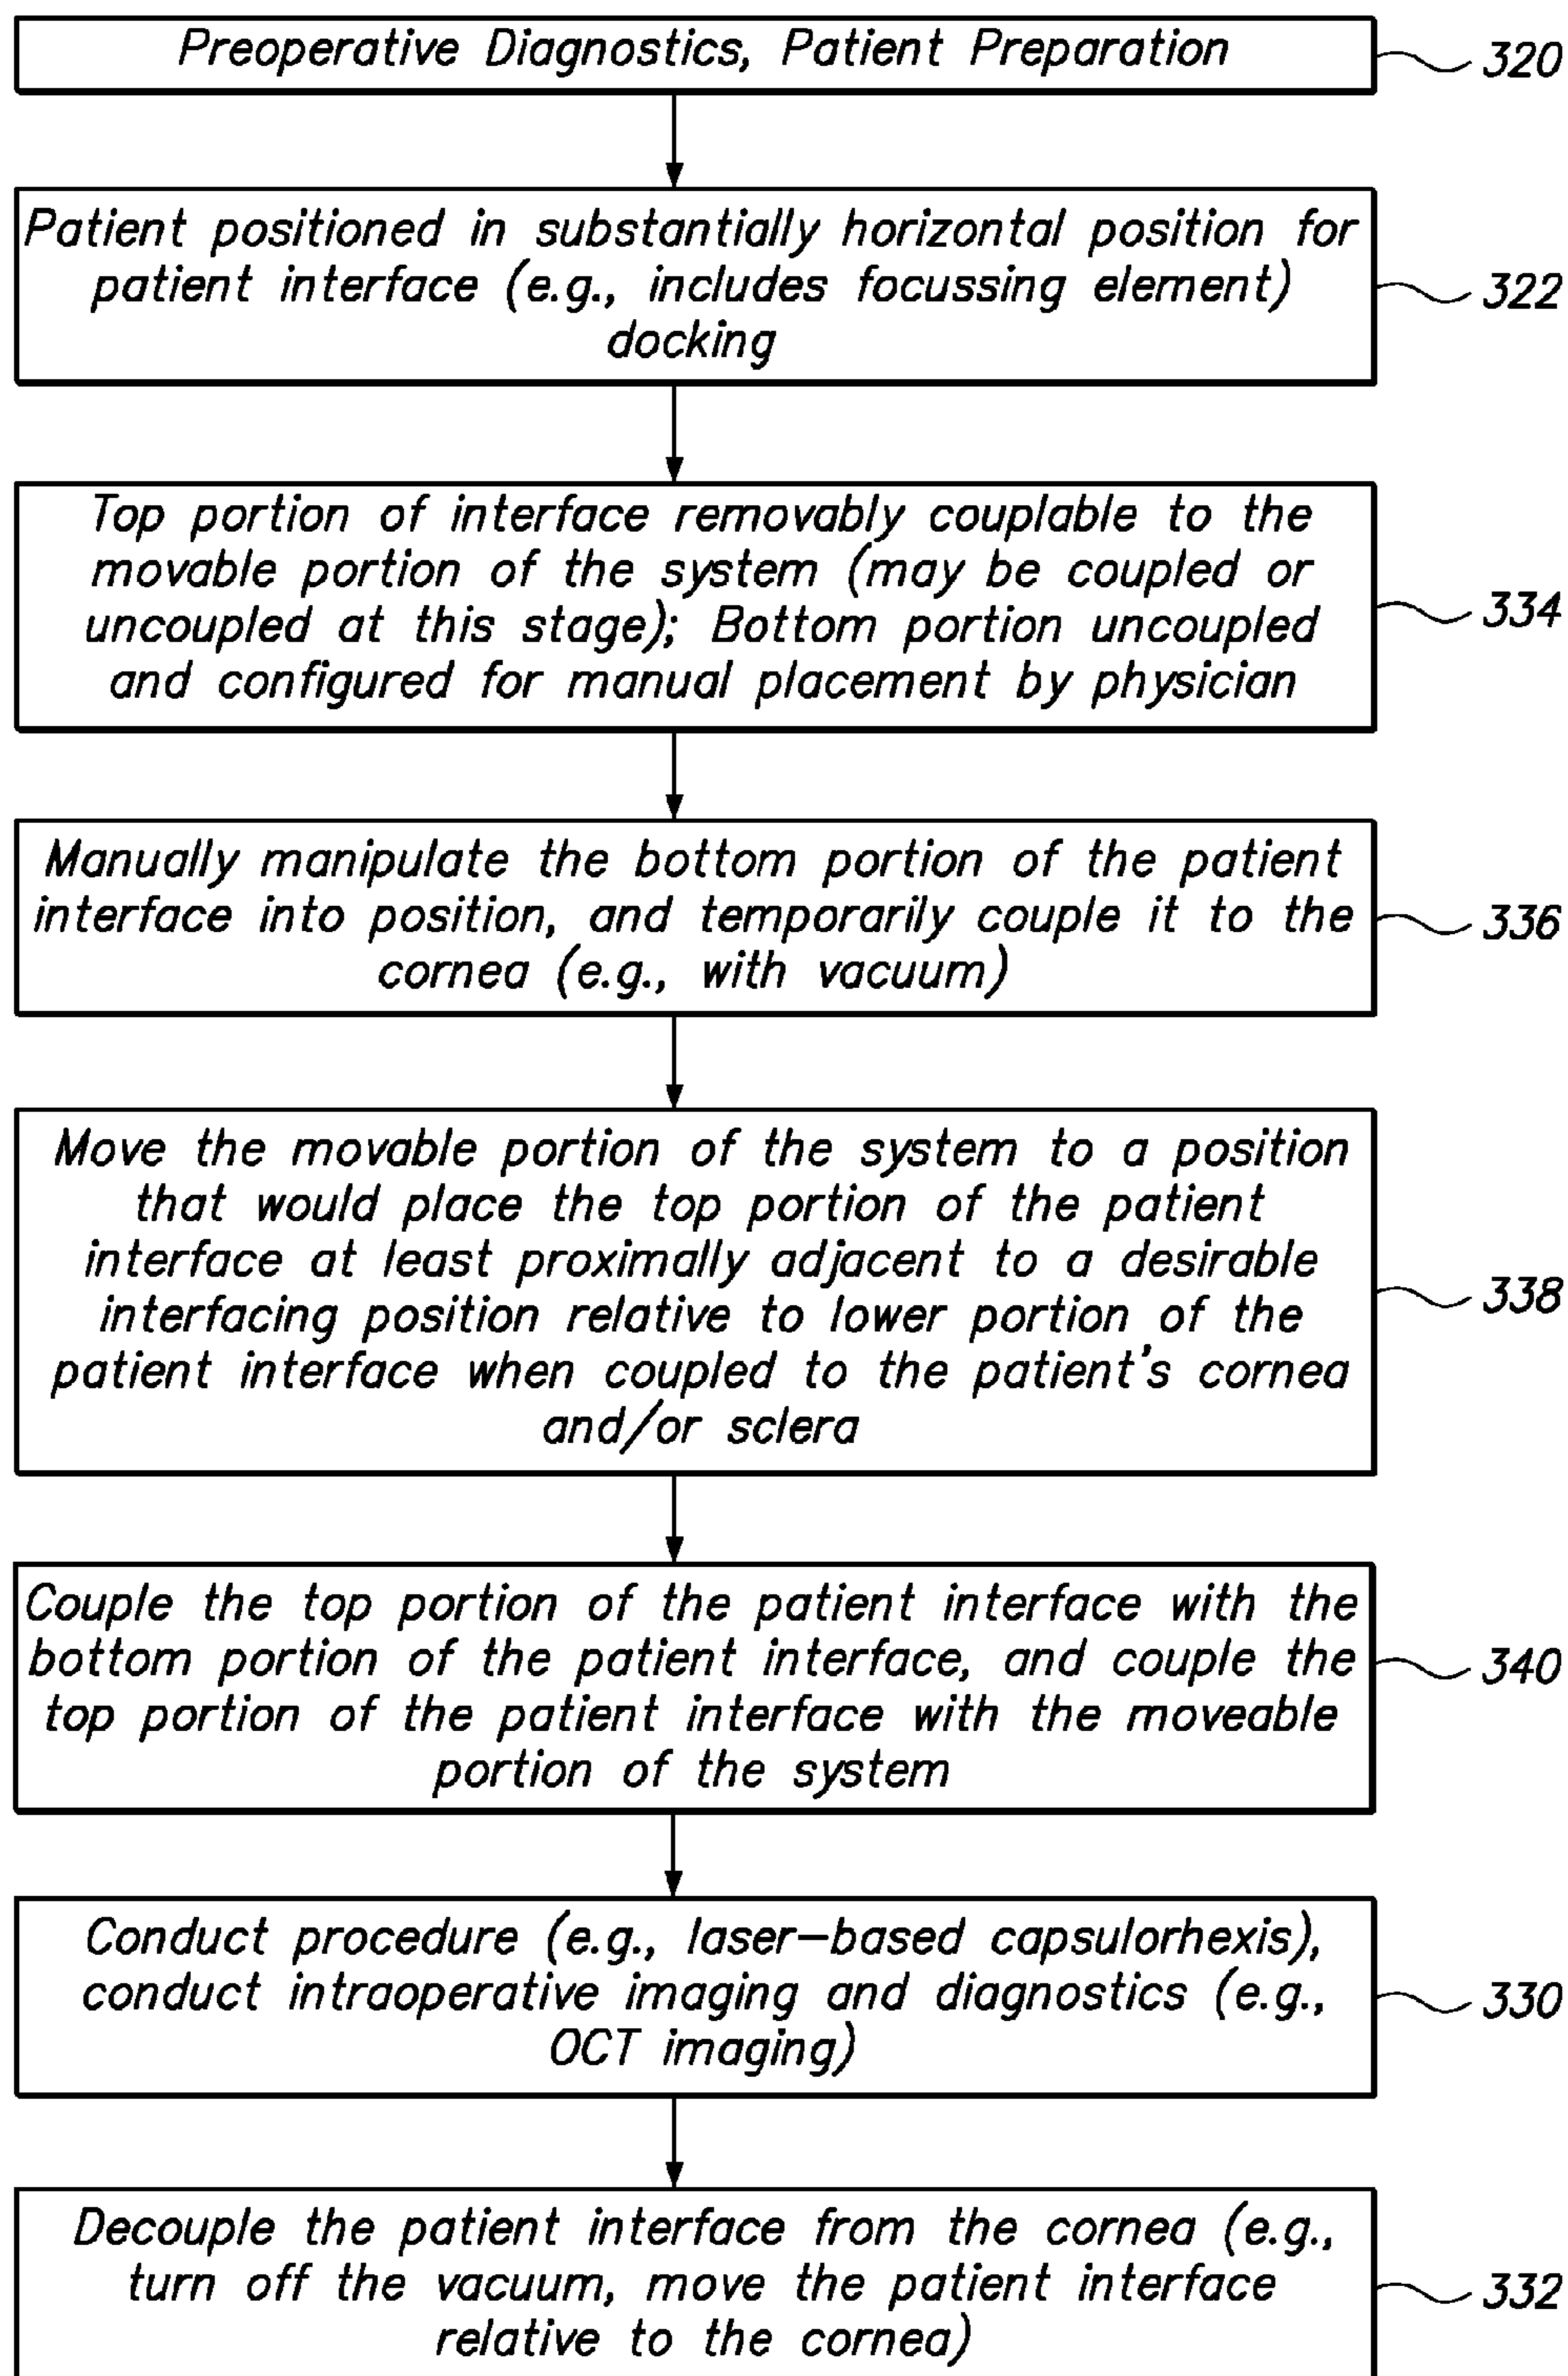 Preoperative Diagnostics, Patient Preparation
320
Patient positioned in substantially horizontal position for
patient interface (e.g., includes focussing element)
docking
322
Top portion of interface removably couplable to the
movable portion of the system (may be coupled or
uncoupled at this stage); Bottom portion uncoupled
and configured for manual placement by physician
334
Manually manipulate the bottom portion of the patient
interface into position, and temporarily couple it to the
cornea (e.g., with vacuum)
336
Move the movable portion of the system to a position
that would place the top portion of the patient
interface at least proximally adjacent to a desirable
interfacing position relative to lower portion of the
patient interface when coupled to the patient's cornea
and/or sclera
338
Couple the top portion of the patient interface with the
bottom portion of the patient interface, and couple the
top portion of the patient interface with the moveable
portion of the system
340
Conduct procedure (e.g., laser-based capsulorhexis),
conduct intraoperative imaging and diagnostics (e.g.,
OCT imaging)
330
Decouple the patient interface from the cornea (e.g.,
turn off the vacuum, move the patient interface
relative to the cornea)
332